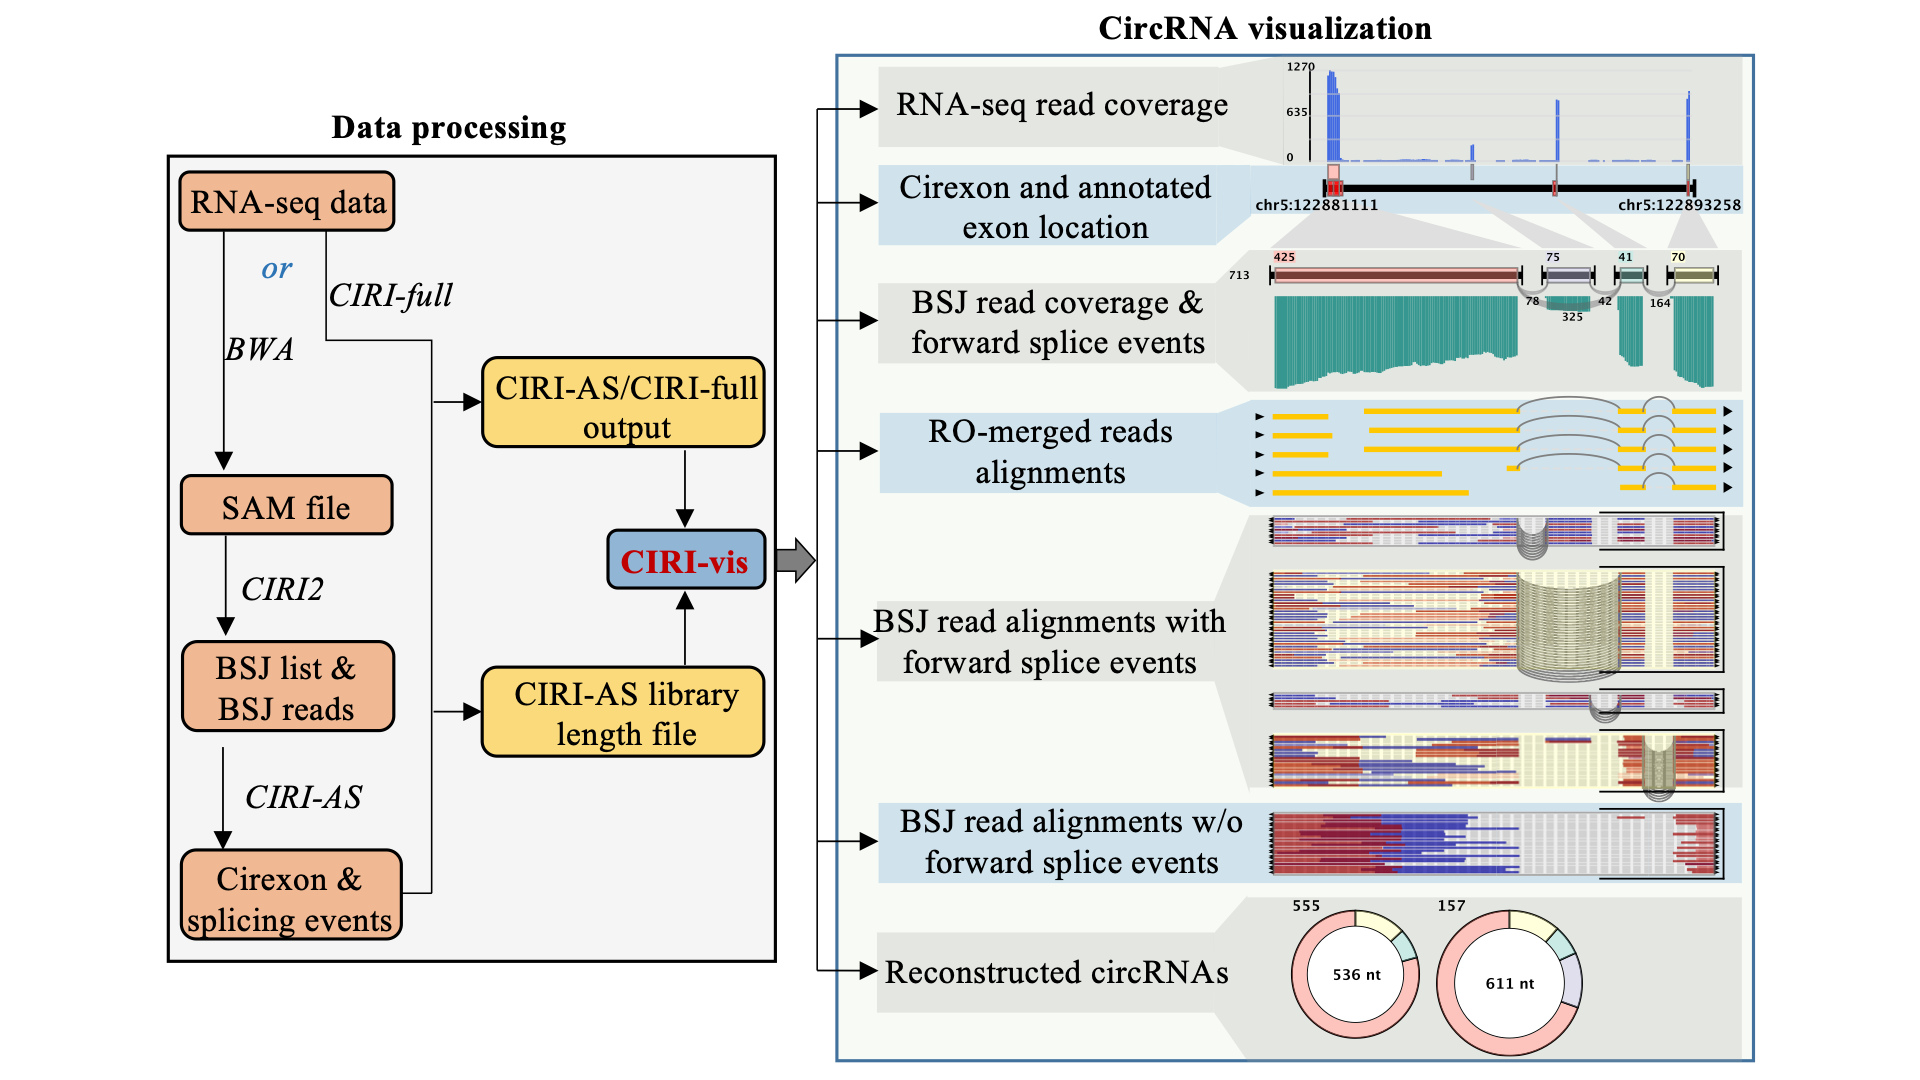 CircRNA visualization
Data processing
RNA-seq data
or
CIRI-full
BWA
SAM file
CIRI2
BSJ list &
BSJ reads
CIRI-AS
Cirexon &
splicing events
CIRI-AS/CIRI-full
output
CIRI-vis
CIRI-AS library
length file
RNA-seq read coverage
1270
635
0
Cirexon and annotated
exon location
chr5:122881111
chr5:122893258
BSJ read coverage &
forward splice events
713
425
75
41
70
78
42
164
325
RO-merged reads
alignments
BSJ read alignments with
forward splice events
BSJ read alignments w/o
forward splice events
Reconstructed circRNAs
555
536 nt
157
611 nt